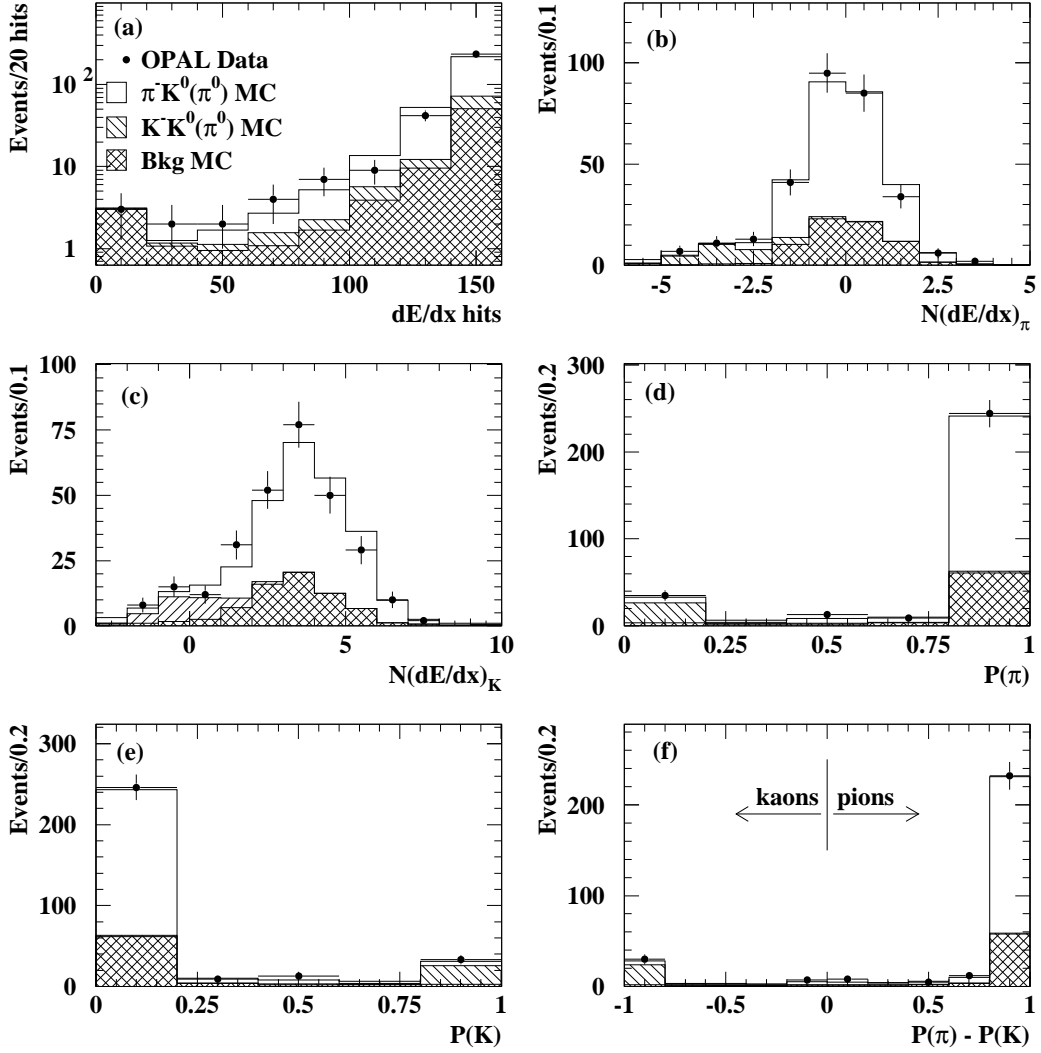 (a)
Events/20 hits
OPAL Data
π⁻K⁰(π⁰) MC
K⁻K⁰(π⁰) MC
Bkg MC
10²
10
1
0 50 100 150
dE/dx hits
(b)
Events/0.1
100
50
0
-5 -2.5 0 2.5 5
N(dE/dx)π
(c)
Events/0.1
100
75
50
25
0
0 5 10
N(dE/dx)K
(d)
Events/0.2
300
200
100
0
0 0.25 0.5 0.75 1
P(π)
(e)
Events/0.2
300
200
100
0
0 0.25 0.5 0.75 1
P(K)
(f)
Events/0.2
kaons pions
200
100
0
-1 -0.5 0 0.5 1
P(π) - P(K)